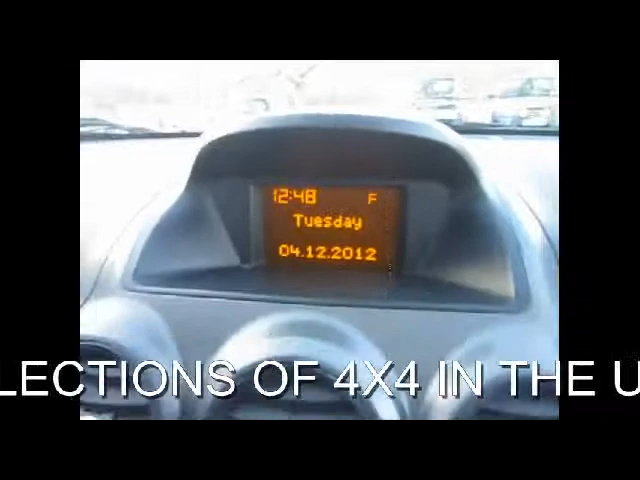 12:48 F
Tuesday
04.12.2012
LECTIONS OF 4X4 IN THE U